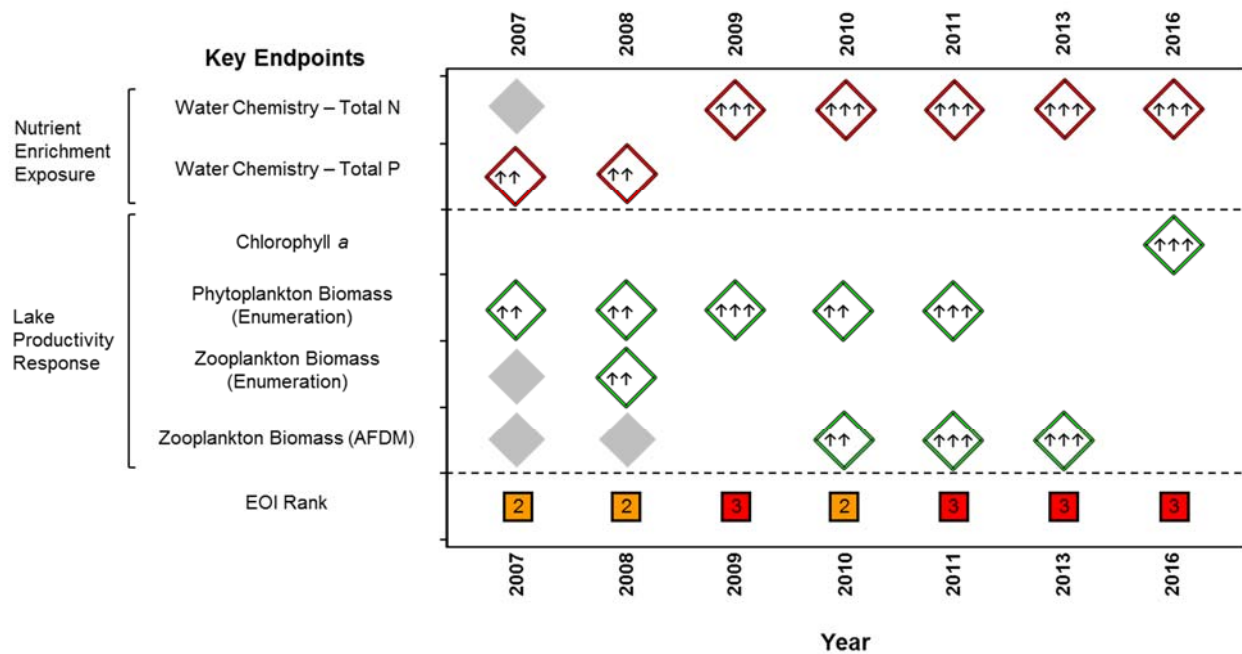 2007 2008 2009 2010 2011 2013 2016
Key Endpoints
Nutrient
Enrichment
Exposure
Water Chemistry – Total N
↑↑↑ ↑↑↑ ↑↑↑ ↑↑↑ ↑↑↑
Water Chemistry – Total P
↑↑ ↑↑
Lake
Productivity
Response
Chlorophyll a
↑↑↑
Phytoplankton Biomass
(Enumeration)
↑↑ ↑↑ ↑↑↑ ↑↑ ↑↑↑
Zooplankton Biomass
(Enumeration)
↑↑
Zooplankton Biomass (AFDM)
↑↑ ↑↑↑ ↑↑↑
EOI Rank
2 2 3 2 3 3 3
2007 2008 2009 2010 2011 2013 2016
Year